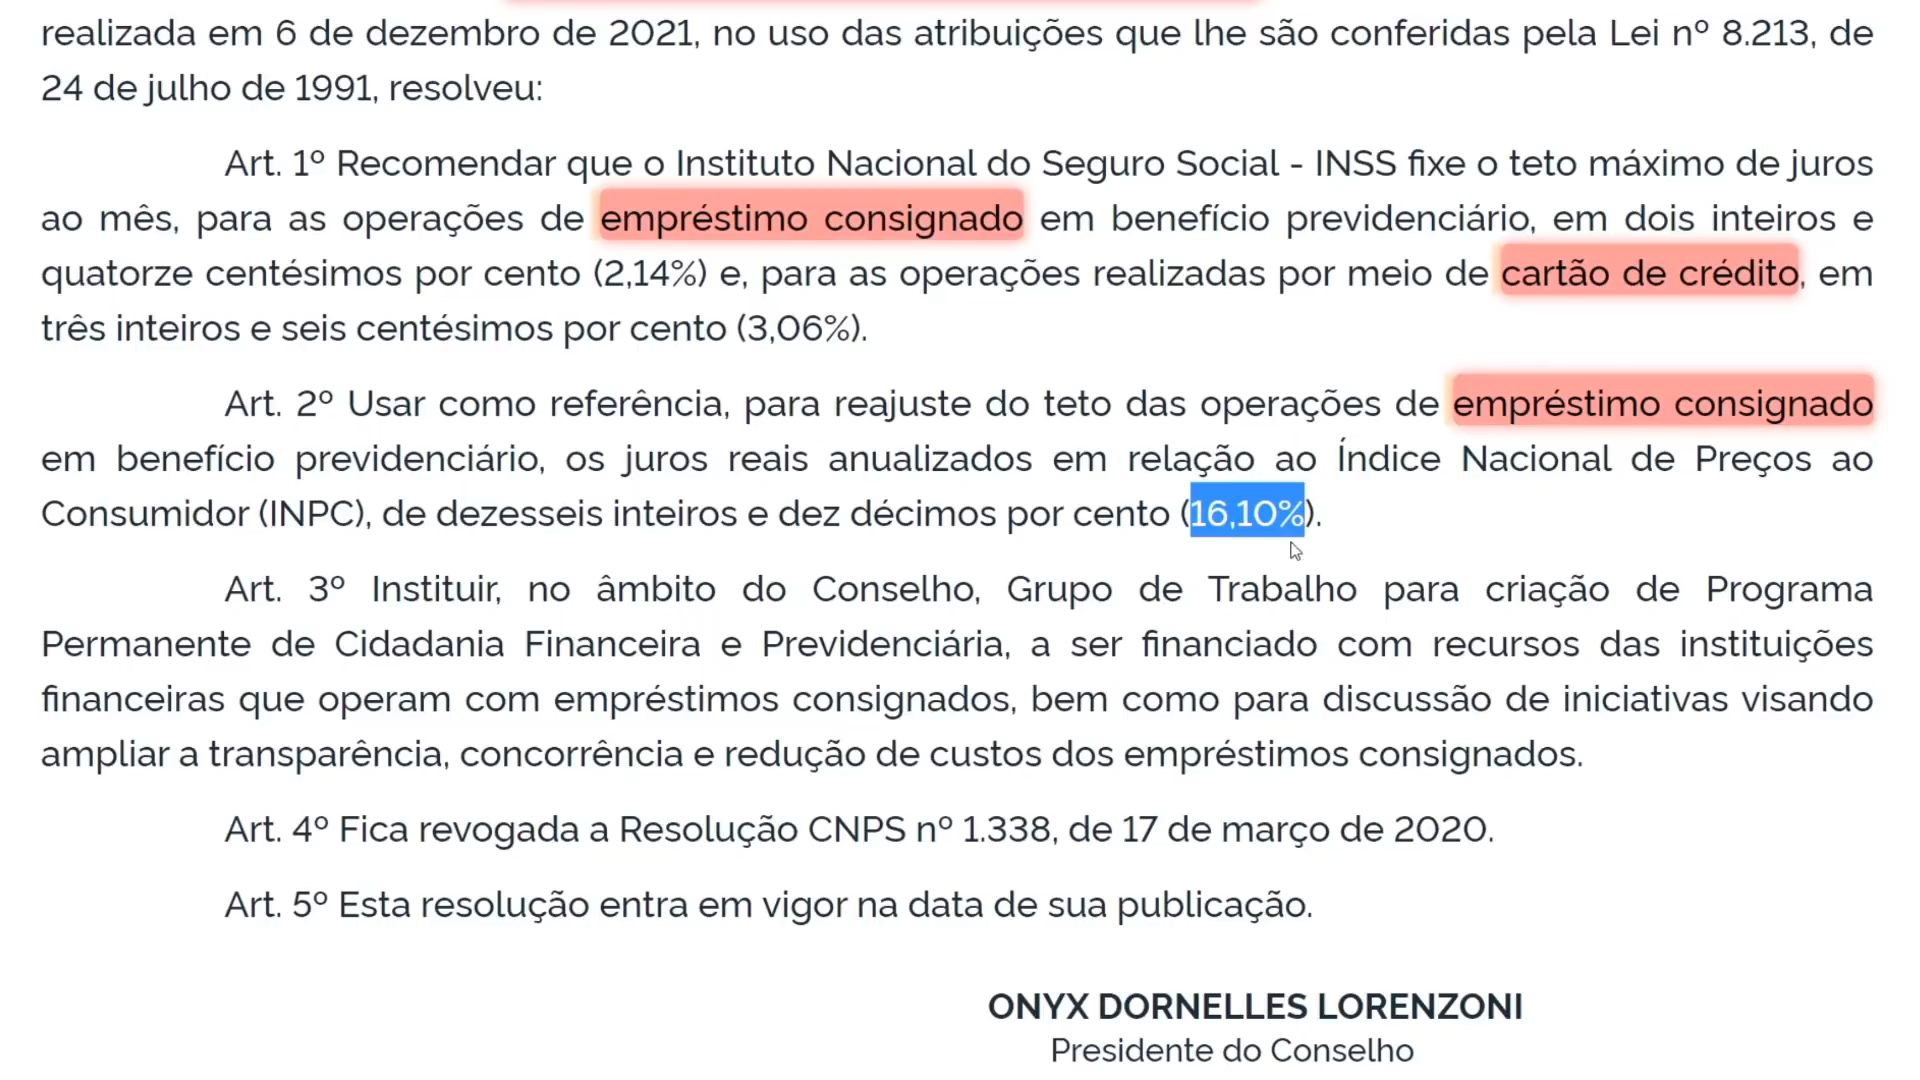 realizada em 6 de dezembro de 2021, no uso das atribuições que lhe são conferidas pela Lei nº 8.213, de
24 de julho de 1991, resolveu:
Art. 1º Recomendar que o Instituto Nacional do Seguro Social - INSS fixe o teto máximo de juros
ao mês, para as operações de empréstimo consignado em benefício previdenciário, em dois inteiros e
quatorze centésimos por cento (2,14%) e, para as operações realizadas por meio de cartão de crédito, em
três inteiros e seis centésimos por cento (3,06%).
Art. 2º Usar como referência, para reajuste do teto das operações de empréstimo consignado
em benefício previdenciário, os juros reais anualizados em relação ao Índice Nacional de Preços ao
Consumidor (INPC), de dezesseis inteiros e dez décimos por cento (16,10%).
Art. 3º Instituir, no âmbito do Conselho, Grupo de Trabalho para criação de Programa
Permanente de Cidadania Financeira e Previdenciária, a ser financiado com recursos das instituições
financeiras que operam com empréstimos consignados, bem como para discussão de iniciativas visando
ampliar a transparência, concorrência e redução de custos dos empréstimos consignados.
Art. 4º Fica revogada a Resolução CNPS nº 1.338, de 17 de março de 2020.
Art. 5º Esta resolução entra em vigor na data de sua publicação.
ONYX DORNELLES LORENZONI
Presidente do Conselho